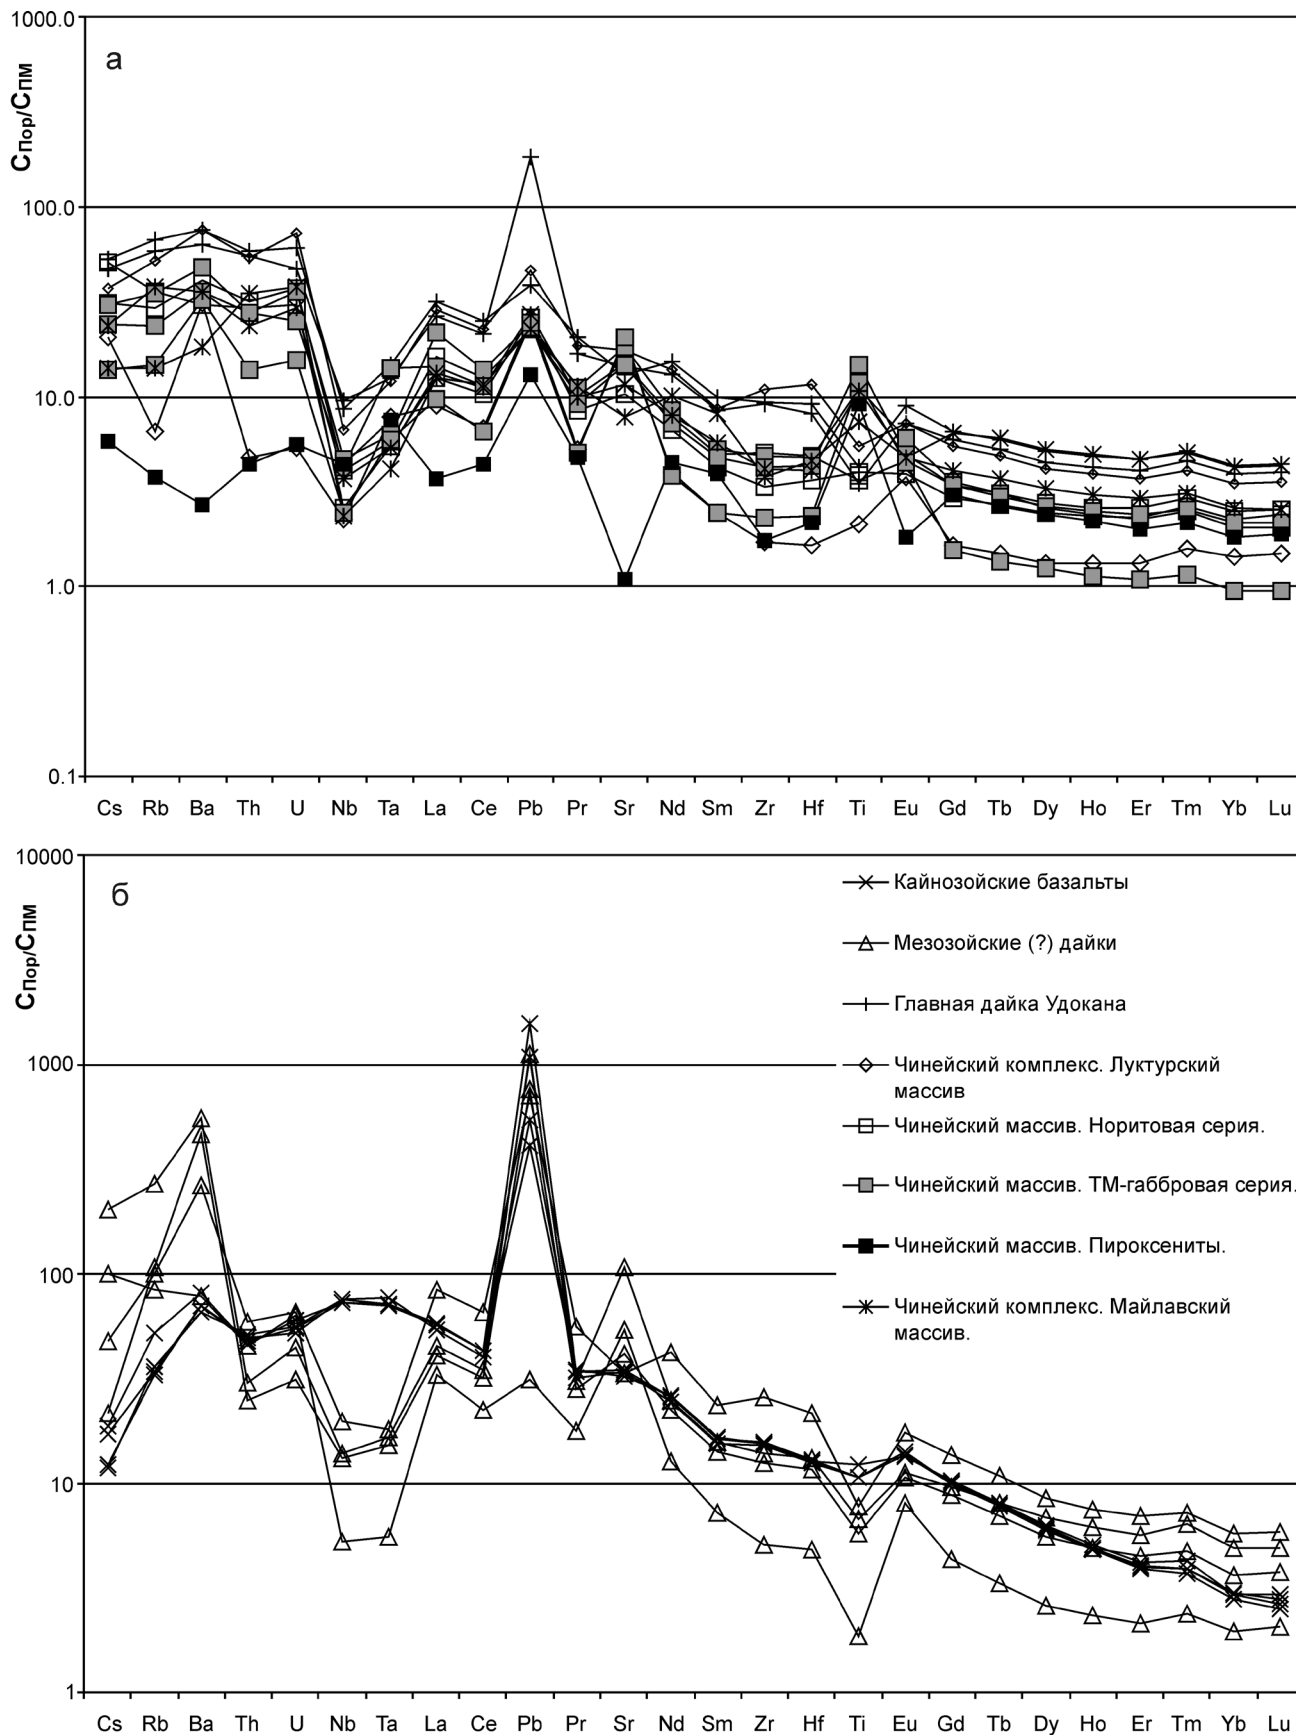 1000.0
а
Cпор/Cпм
100.0
10.0
1.0
0.1
Cs Rb Ba Th U Nb Ta La Ce Pb Pr Sr Nd Sm Zr Hf Ti Eu Gd Tb Dy Ho Er Tm Yb Lu
10000
б
Cпор/Cпм
1000
100
10
1
Кайнозойские базальты
Мезозойские (?) дайки
Главная дайка Удокана
Чинейский комплекс. Луктурский
массив
Чинейский массив. Норитовая серия.
Чинейский массив. ТМ-габбровая серия.
Чинейский массив. Пироксениты.
Чинейский комплекс. Майлавский
массив.
Cs Rb Ba Th U Nb Ta La Ce Pb Pr Sr Nd Sm Zr Hf Ti Eu Gd Tb Dy Ho Er Tm Yb Lu